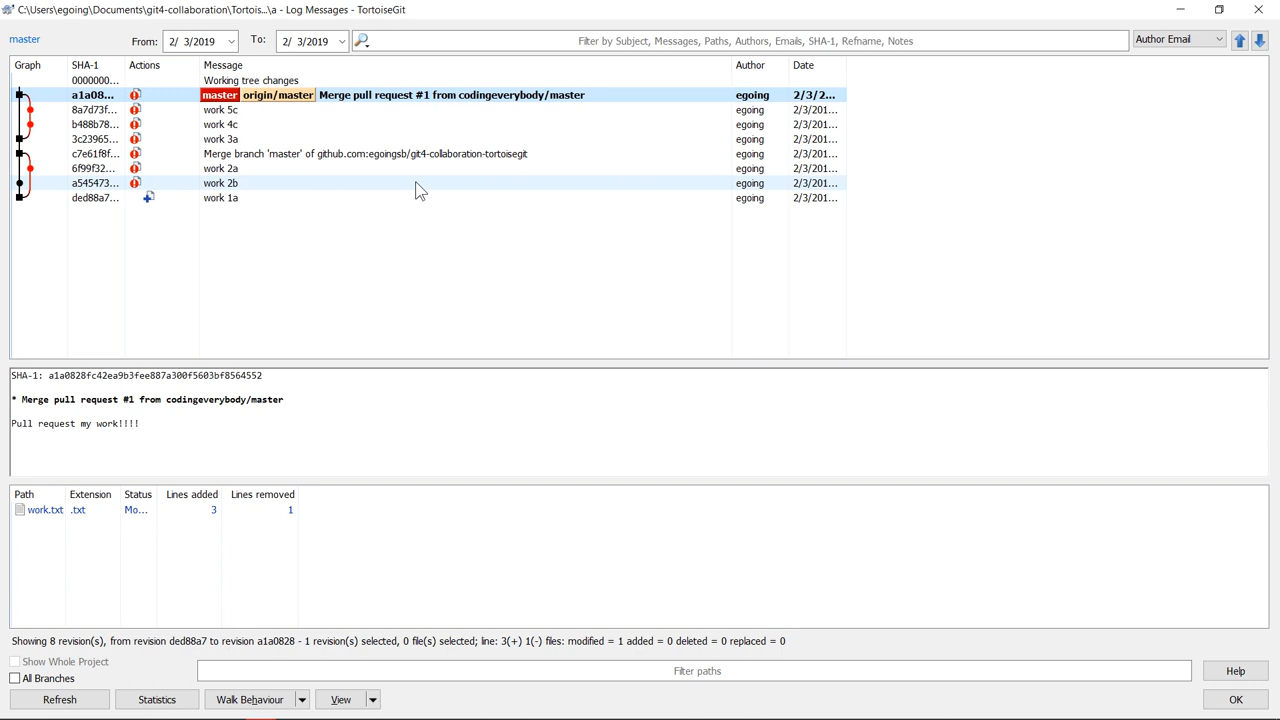 C:\Users\egoing\Documents\git4-collaboration\Tortois...\a - Log Messages - TortoiseGit
master From: 2/ 3/2019 To: 2/ 3/2019 Filter by Subject, Messages, Paths, Authors, Emails, SHA-1, Refname, Notes Author Email
Graph SHA-1 Actions Message Author Date
0000000... Working tree changes
a1a08... master origin/master Merge pull request #1 from codingeverybody/master egoing 2/3/2...
8a7d73f... work 5c egoing 2/3/201...
b488b78... work 4c egoing 2/3/201...
3c23965... work 3a egoing 2/3/201...
c7e61f8f... Merge branch 'master' of github.com:egoingsb/git4-collaboration-tortoisegit egoing 2/3/201...
6f99f32... work 2a egoing 2/3/201...
a545473... work 2b egoing 2/3/201...
ded88a7... work 1a egoing 2/3/201...
SHA-1: a1a0828fc42ea9b3fee887a300f5603bf8564552
* Merge pull request #1 from codingeverybody/master
Pull request my work!!!!
Path Extension Status Lines added Lines removed
work.txt .txt Mo... 3 1
Showing 8 revision(s), from revision ded88a7 to revision a1a0828 - 1 revision(s) selected, 0 file(s) selected; line: 3(+) 1(-) files: modified = 1 added = 0 deleted = 0 replaced = 0
Show Whole Project
All Branches Filter paths Help
Refresh Statistics Walk Behaviour View OK